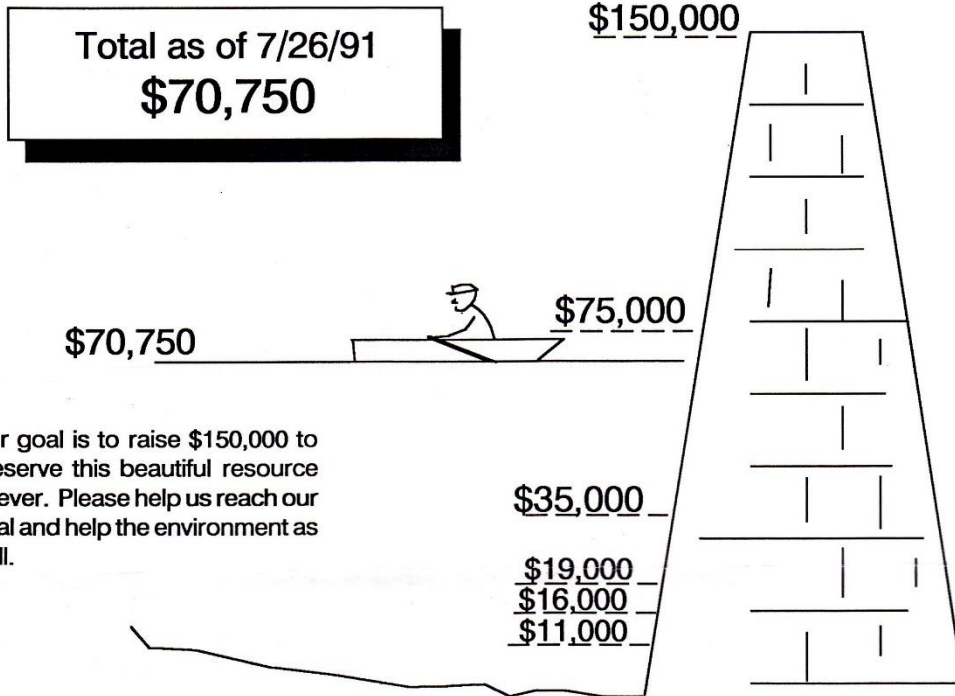 Total as of 7/26/91
$70,750
$150,000
$75,000
$70,750
r goal is to raise $150,000 to
eserve this beautiful resource
ever. Please help us reach our
al and help the environment as
ll.
$35,000
$19,000
$16,000
$11,000